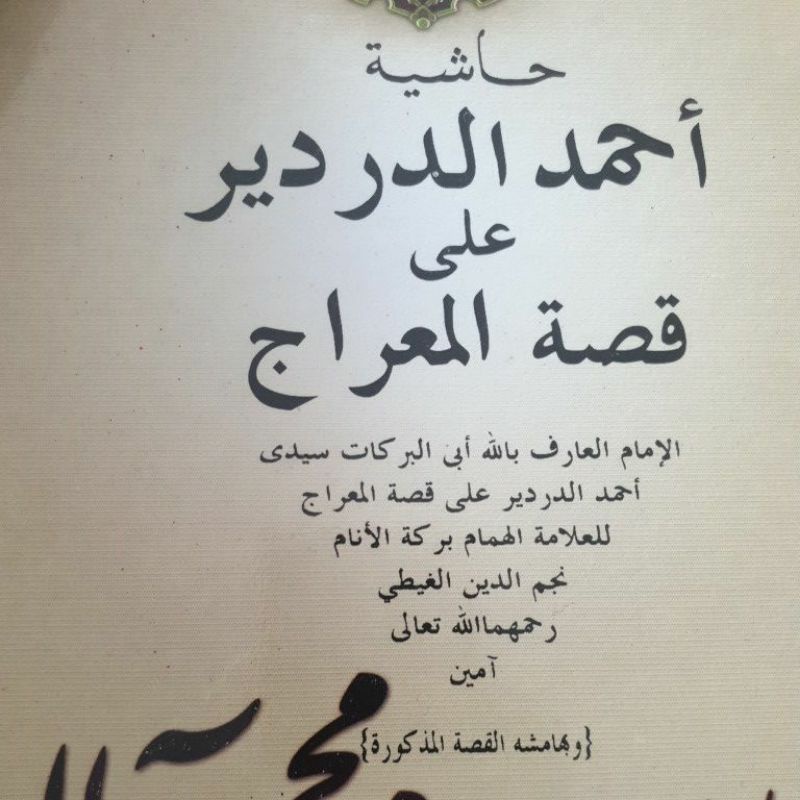 حاشية
أحمد الدردير
على
قصة المعراج
الإمام العارف بالله أبى البركات سيدى
أحمد الدردير على قصة المعراج
للعلامة الهمام بركة الأنام
نجم الدين الغيطي
رحمهماالله تعالى
آمين
{وبهامشه القصة المذكورة}